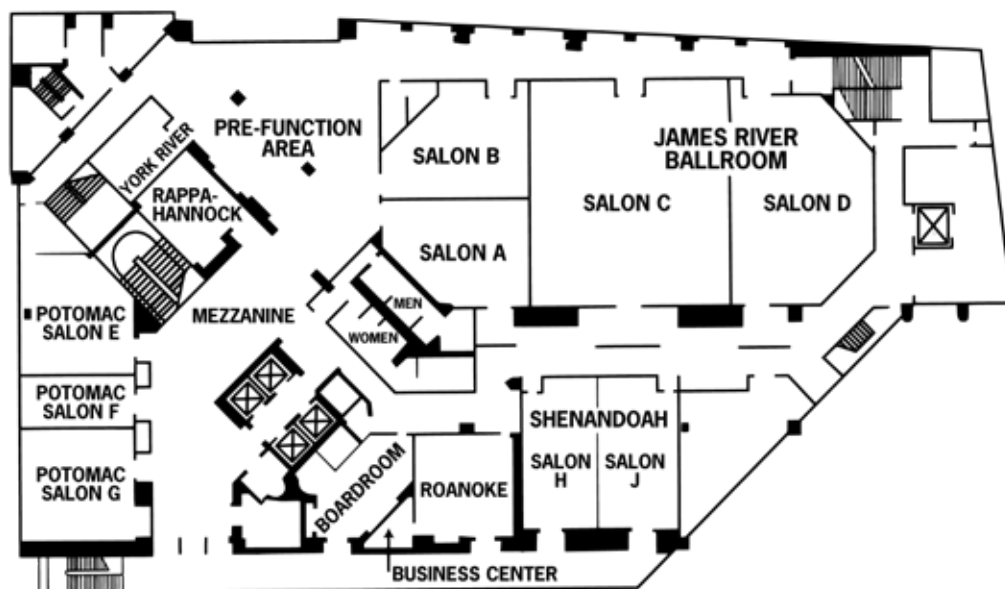 PRE-FUNCTION
AREA
YORK RIVER
RAPPA-
HANNOCK
SALON B
JAMES RIVER
BALLROOM
SALON C
SALON D
SALON A
MEN
WOMEN
MEZZANINE
POTOMAC
SALON E
POTOMAC
SALON F
POTOMAC
SALON G
SHENANDOAH
SALON
H
SALON
J
BOARDROOM
ROANOKE
BUSINESS CENTER